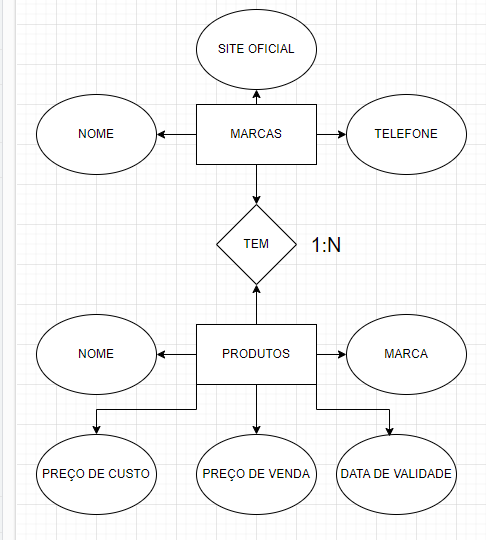 SITE OFICIAL
NOME
MARCAS
TELEFONE
TEM
1:N
NOME
PRODUTOS
MARCA
PREÇO DE CUSTO
PREÇO DE VENDA
DATA DE VALIDADE